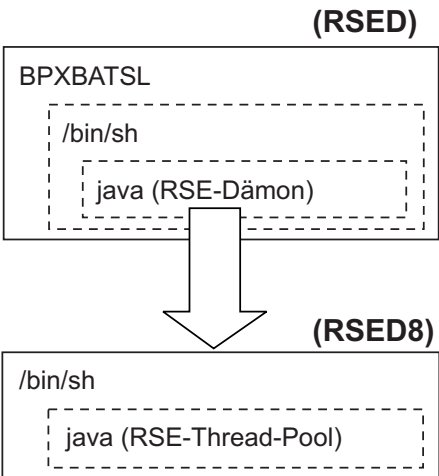 (RSED)
BPXBATSL
/bin/sh
java (RSE-Dämon)
(RSED8)
/bin/sh
java (RSE-Thread-Pool)